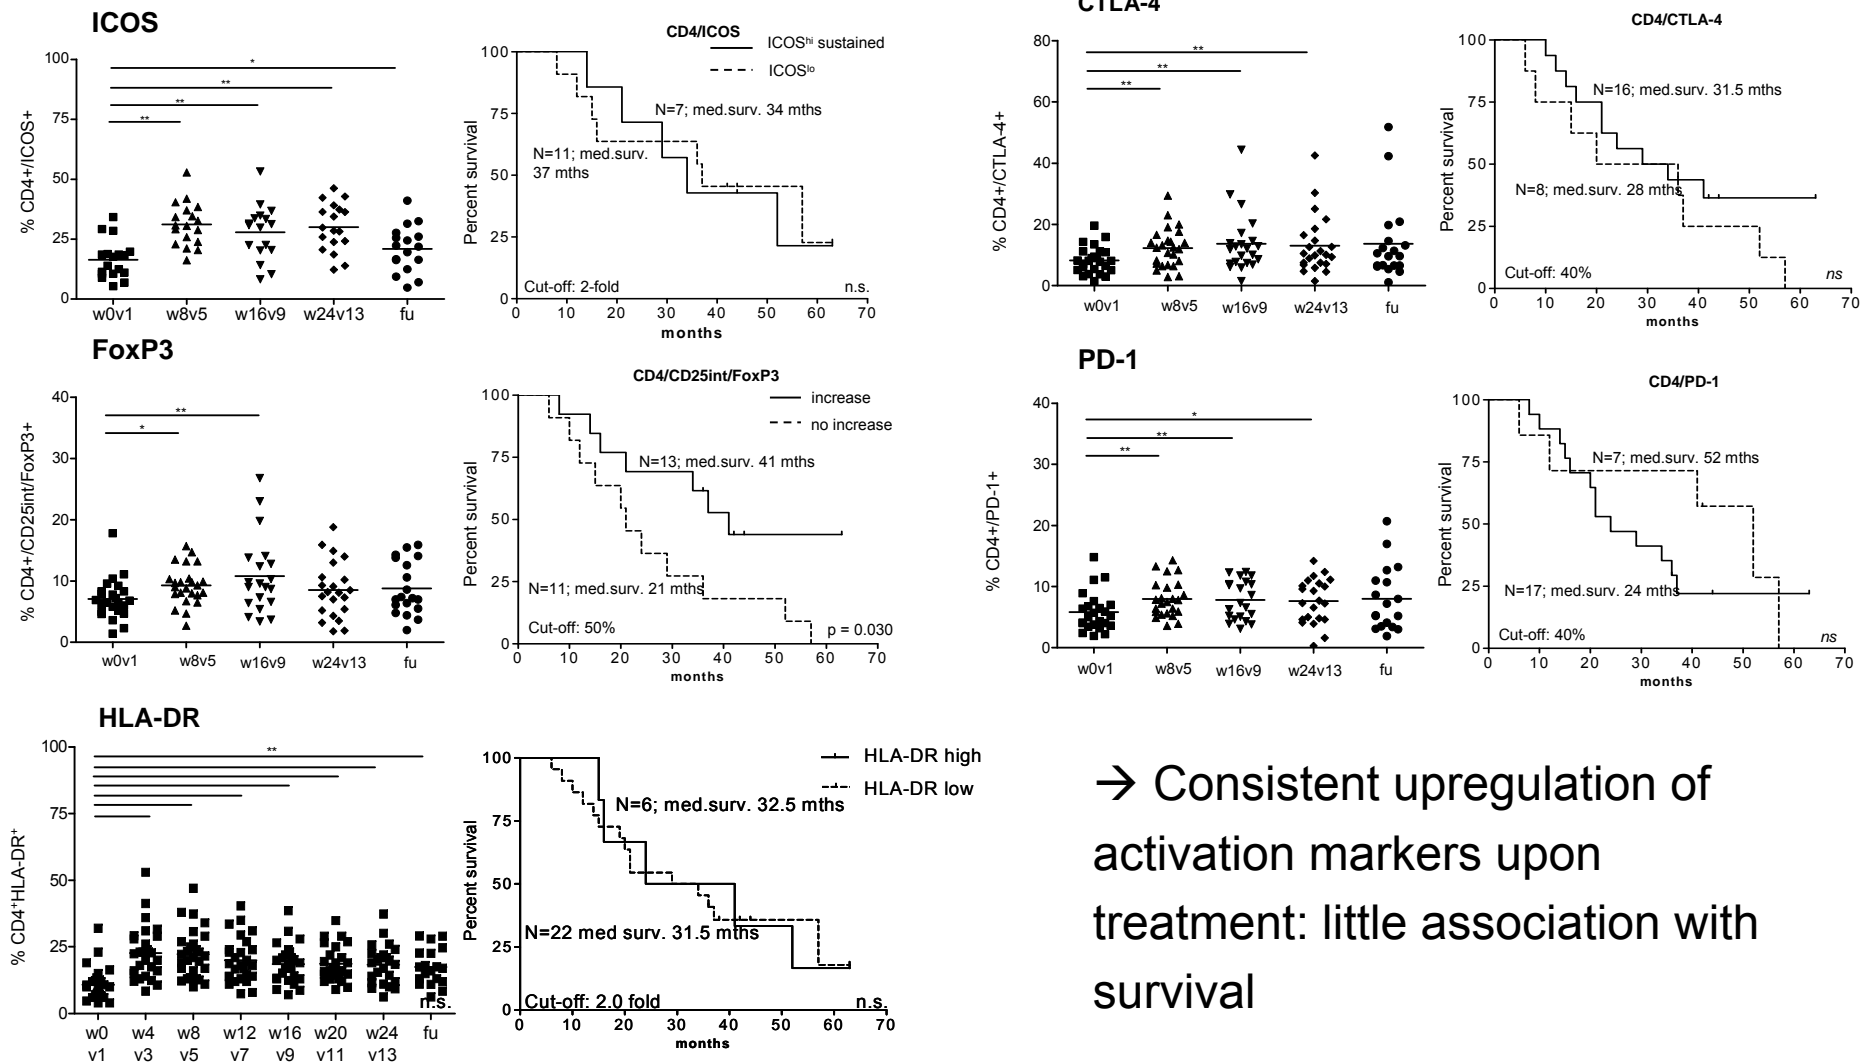 ICOS
% CD4+/ICOS+
100
75
50
25
0
*
**
**
**
w0v1 w8v5 w16v9 w24v13 fu
CD4/ICOS
ICOShi sustained
ICOSlo
Percent survival
100
75
50
25
0
N=7; med.surv. 34 mths
N=11; med.surv.
37 mths
Cut-off: 2-fold n.s.
0 10 20 30 40 50 60 70
months
CTLA-4
% CD4+/CTLA-4+
80
60
40
20
0
**
**
**
w0v1 w8v5 w16v9 w24v13 fu
CD4/CTLA-4
Percent survival
100
75
50
25
0
N=16; med.surv. 31.5 mths
N=8; med.surv. 28 mths
Cut-off: 40% ns
0 10 20 30 40 50 60 70
months
FoxP3
% CD4+/CD25int/FoxP3+
40
30
20
10
0
**
*
w0v1 w8v5 w16v9 w24v13 fu
CD4/CD25int/FoxP3
increase
no increase
Percent survival
100
75
50
25
0
N=13; med.surv. 41 mths
N=11; med.surv. 21 mths
Cut-off: 50% p = 0.030
0 10 20 30 40 50 60 70
months
PD-1
% CD4+/PD-1+
40
30
20
10
0
*
**
**
w0v1 w8v5 w16v9 w24v13 fu
CD4/PD-1
Percent survival
100
75
50
25
0
N=7; med.surv. 52 mths
N=17; med.surv. 24 mths
Cut-off: 40% ns
0 10 20 30 40 50 60 70
months
HLA-DR
% CD4+HLA-DR+
100
75
50
25
0
**
n.s.
w0 w4 w8 w12 w16 w20 w24 fu
v1 v3 v5 v7 v9 v11 v13
HLA-DR high
HLA-DR low
Percent survival
100
75
50
25
0
N=6; med.surv. 32.5 mths
N=22 med surv. 31.5 mths
Cut-off: 2.0 fold n.s.
0 10 20 30 40 50 60 70
months
→ Consistent upregulation of
activation markers upon
treatment: little association with
survival